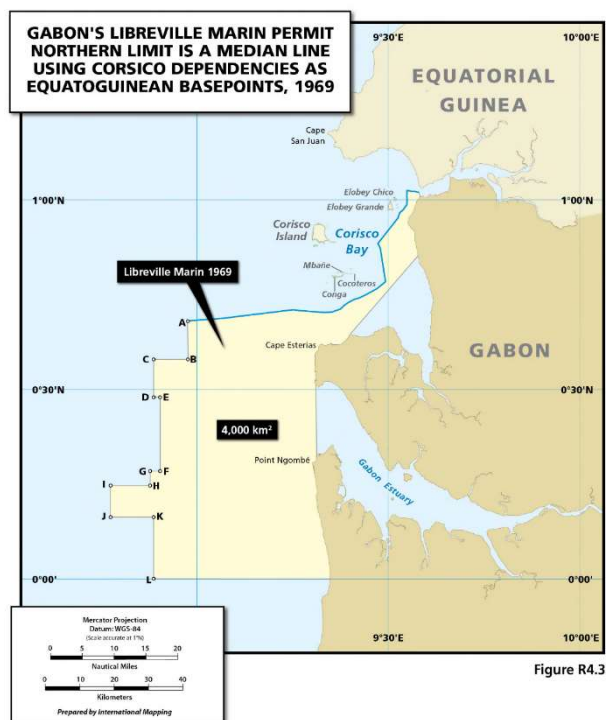 GABON'S LIBREVILLE MARIN PERMIT
NORTHERN LIMIT IS A MEDIAN LINE
USING CORSICO DEPENDENCIES AS
EQUATOGUINEAN BASEPOINTS, 1969
9°30'E
10°00'E
EQUATORIAL
GUINEA
Cape
San Juan
1°00'N
1°00'N
Elobey Chico
Elobey Grande
Corisco
Island
Corisco
Bay
Mbañe
Cocoteros
Conga
Libreville Marin 1969
A
Cape Esterias
C
B
GABON
0°30'N
0°30'N
D
E
4,000 km²
Point Ngombé
Gabon Estuary
G
F
I
H
J
K
0°00'N
L
0°00'N
9°30'E
10°00'E
Mercator Projection
Datum: WGS-84
(Scale accurate at 1°N)
0 5 10 15 20
Nautical Miles
0 10 20 30 40
Kilometers
Prepared by International Mapping
Figure R4.3